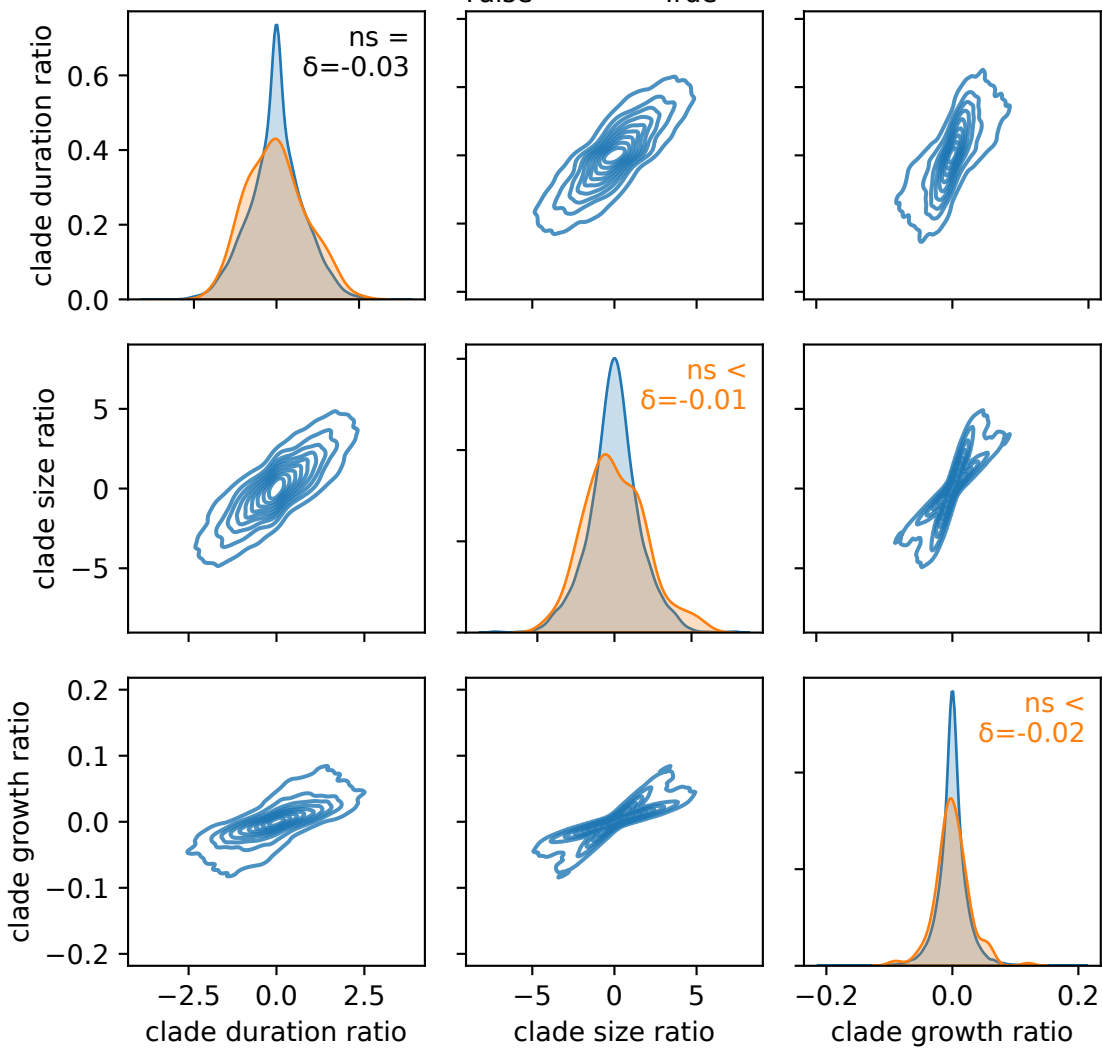 ns =
δ=-0.03
clade duration ratio
0.6
0.4
0.2
0.0
ns <
δ=-0.01
clade size ratio
5
0
−5
ns <
δ=-0.02
clade growth ratio
0.2
0.1
0.0
−0.1
−0.2
−2.5 0.0 2.5
−5 0 5
−0.2 0.0 0.2
clade duration ratio
clade size ratio
clade growth ratio